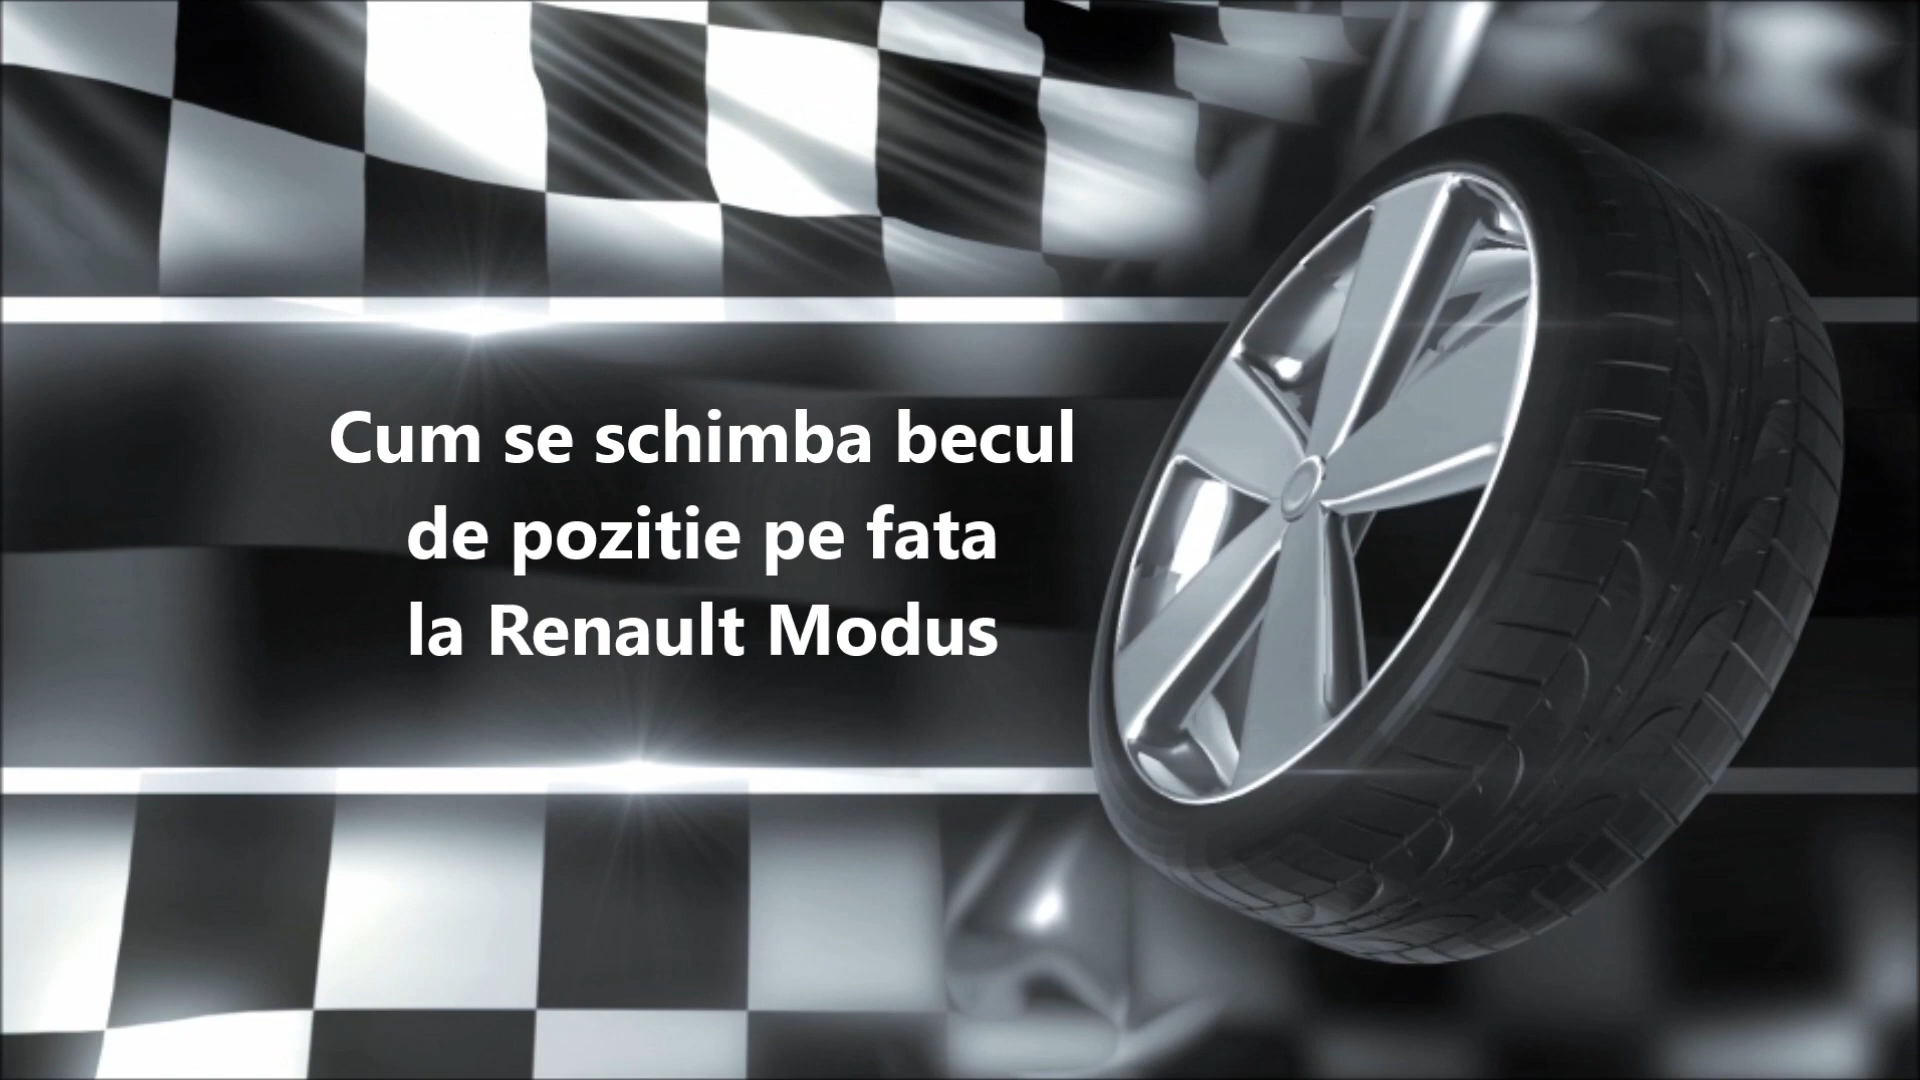 Cum se schimba becul
de pozitie pe fata
la Renault Modus